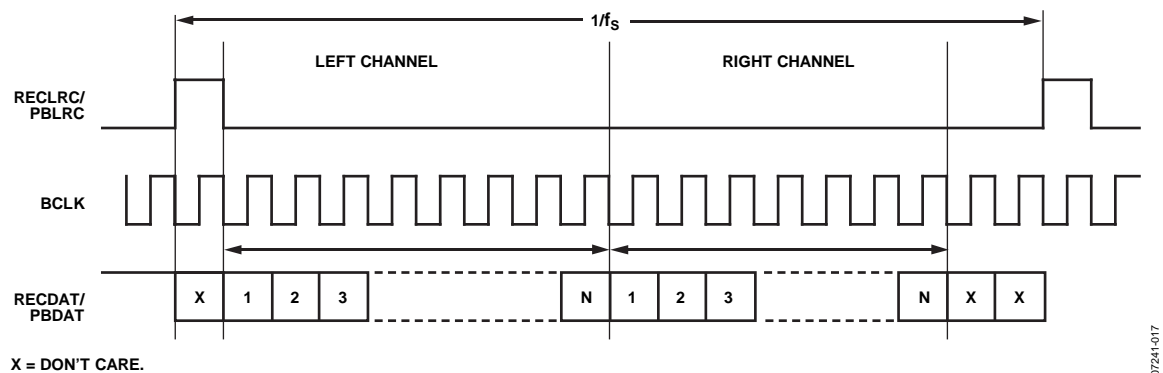 1/fS
LEFT CHANNEL
RIGHT CHANNEL
RECLRC/
PBLRC
BCLK
RECDAT/
PBDAT
X 1 2 3 N 1 2 3 N X X
X = DON'T CARE.
07241-017